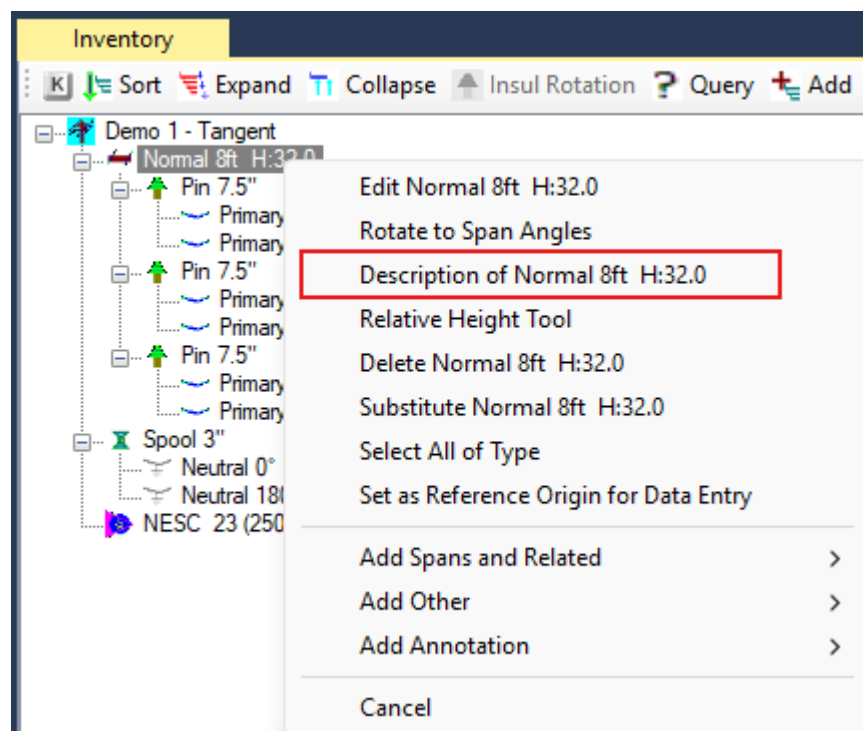 Inventory
K Sort Expand Collapse Insul Rotation ? Query Add
Demo 1 - Tangent
Normal 8ft H:32.0
Pin 7.5"
Primary
Primary
Pin 7.5"
Primary
Primary
Pin 7.5"
Primary
Primary
Spool 3"
Neutral 0°
Neutral 180
NESC 23 (250
Edit Normal 8ft H:32.0
Rotate to Span Angles
Description of Normal 8ft H:32.0
Relative Height Tool
Delete Normal 8ft H:32.0
Substitute Normal 8ft H:32.0
Select All of Type
Set as Reference Origin for Data Entry
Add Spans and Related
Add Other
Add Annotation
Cancel